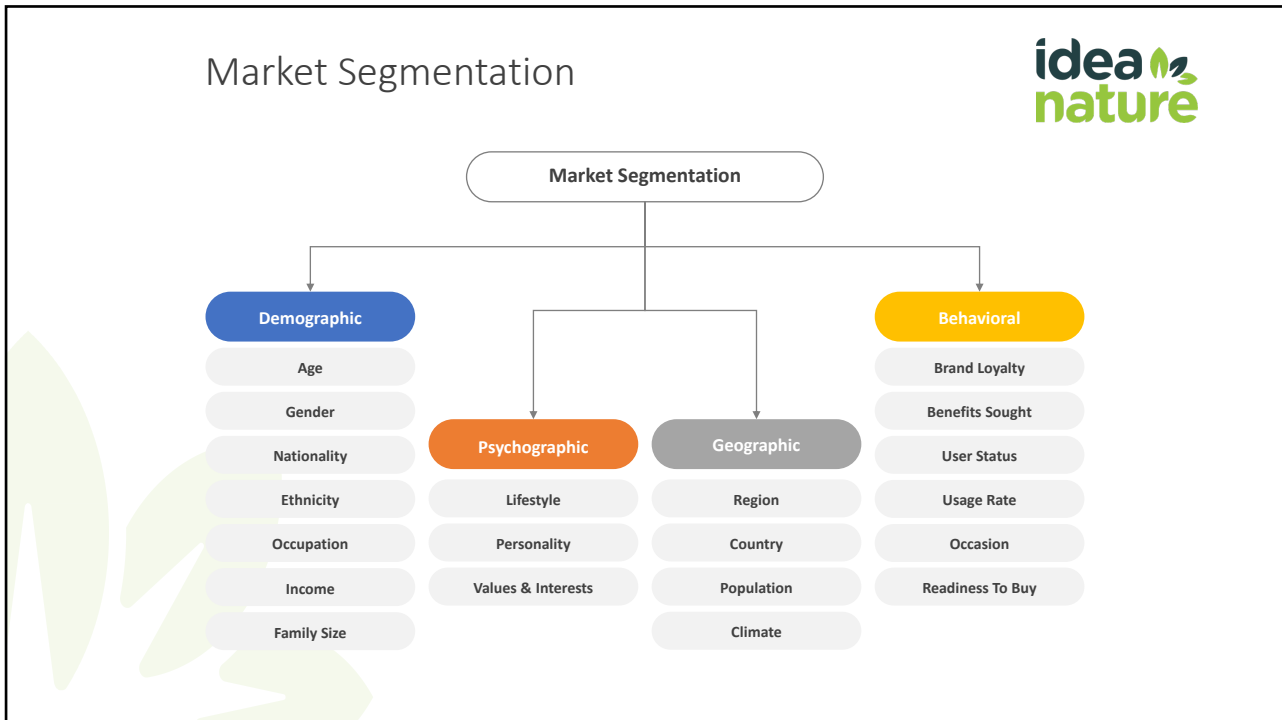 Market Segmentation
idea
nature
Market Segmentation
Demographic
Age
Gender
Nationality
Ethnicity
Occupation
Income
Family Size
Psychographic
Lifestyle
Personality
Values & Interests
Geographic
Region
Country
Population
Climate
Behavioral
Brand Loyalty
Benefits Sought
User Status
Usage Rate
Occasion
Readiness To Buy